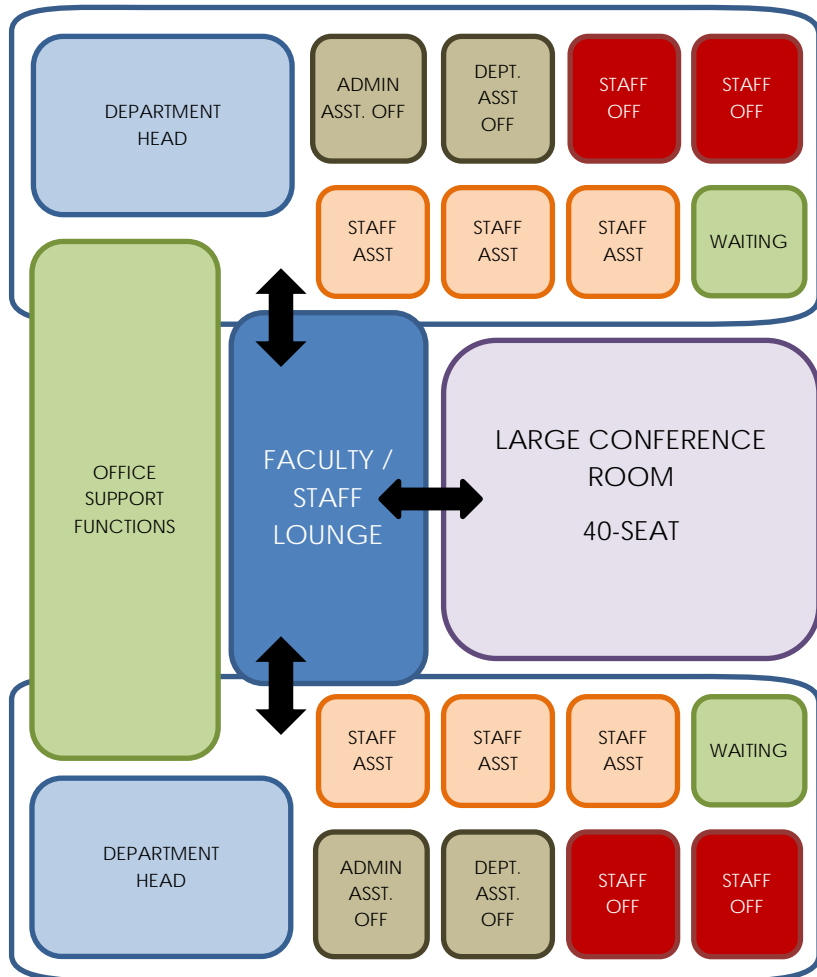 DEPARTMENT
HEAD
ADMIN
ASST. OFF
DEPT.
ASST
OFF
STAFF
OFF
STAFF
OFF
STAFF
ASST
STAFF
ASST
STAFF
ASST
WAITING
OFFICE
SUPPORT
FUNCTIONS
FACULTY /
STAFF
LOUNGE
LARGE CONFERENCE
ROOM
40-SEAT
STAFF
ASST
STAFF
ASST
STAFF
ASST
WAITING
DEPARTMENT
HEAD
ADMIN
ASST.
OFF
DEPT.
ASST.
OFF
STAFF
OFF
STAFF
OFF